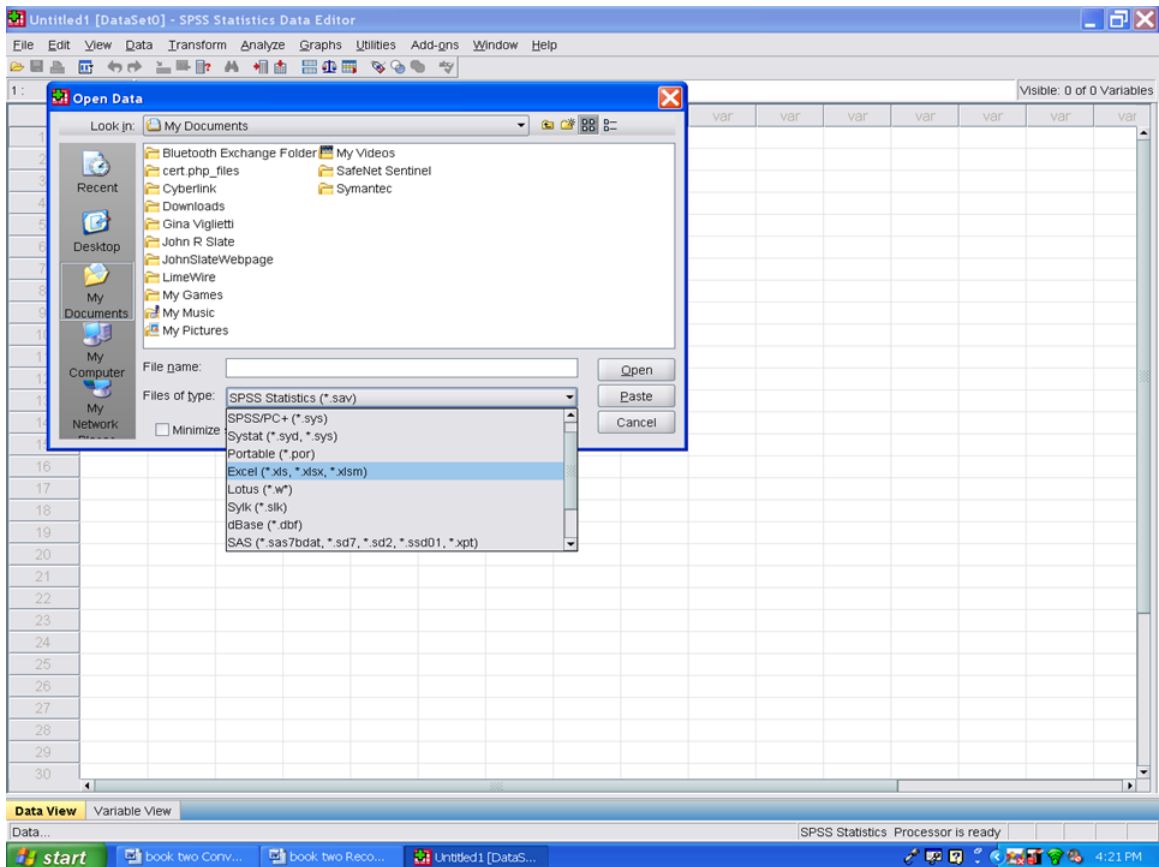 Untitled1 [DataSet0] - SPSS Statistics Data Editor
File Edit View Data Transform Analyze Graphs Utilities Add-ons Window Help
1 :
Visible: 0 of 0 Variables
Open Data
Look in: My Documents
var var var var var var var
Recent
Desktop
My Documents
My Computer
My Network
Bluetooth Exchange Folder
cert.php_files
Cyberlink
Downloads
Gina Viglietti
John R Slate
JohnSlateWebpage
LimeWire
My Games
My Music
My Pictures
My Videos
SafeNet Sentinel
Symantec
File name:
Open
Files of type: SPSS Statistics (*.sav)
Paste
Minimize
Cancel
SPSS/PC+ (*.sys)
Systat (*.syd, *.sys)
Portable (*.por)
Excel (*.xls, *.xlsx, *.xlsm)
Lotus (*.w*)
Sylk (*.slk)
dBase (*.dbf)
SAS (*.sas7bdat, *.sd7, *.sd2, *.ssd01, *.xpt)
16
17
18
19
20
21
22
23
24
25
26
27
28
29
30
Data View Variable View
Data...
SPSS Statistics Processor is ready
start
book two Conv...
book two Reco...
Untitled1 [DataS...
4:21 PM